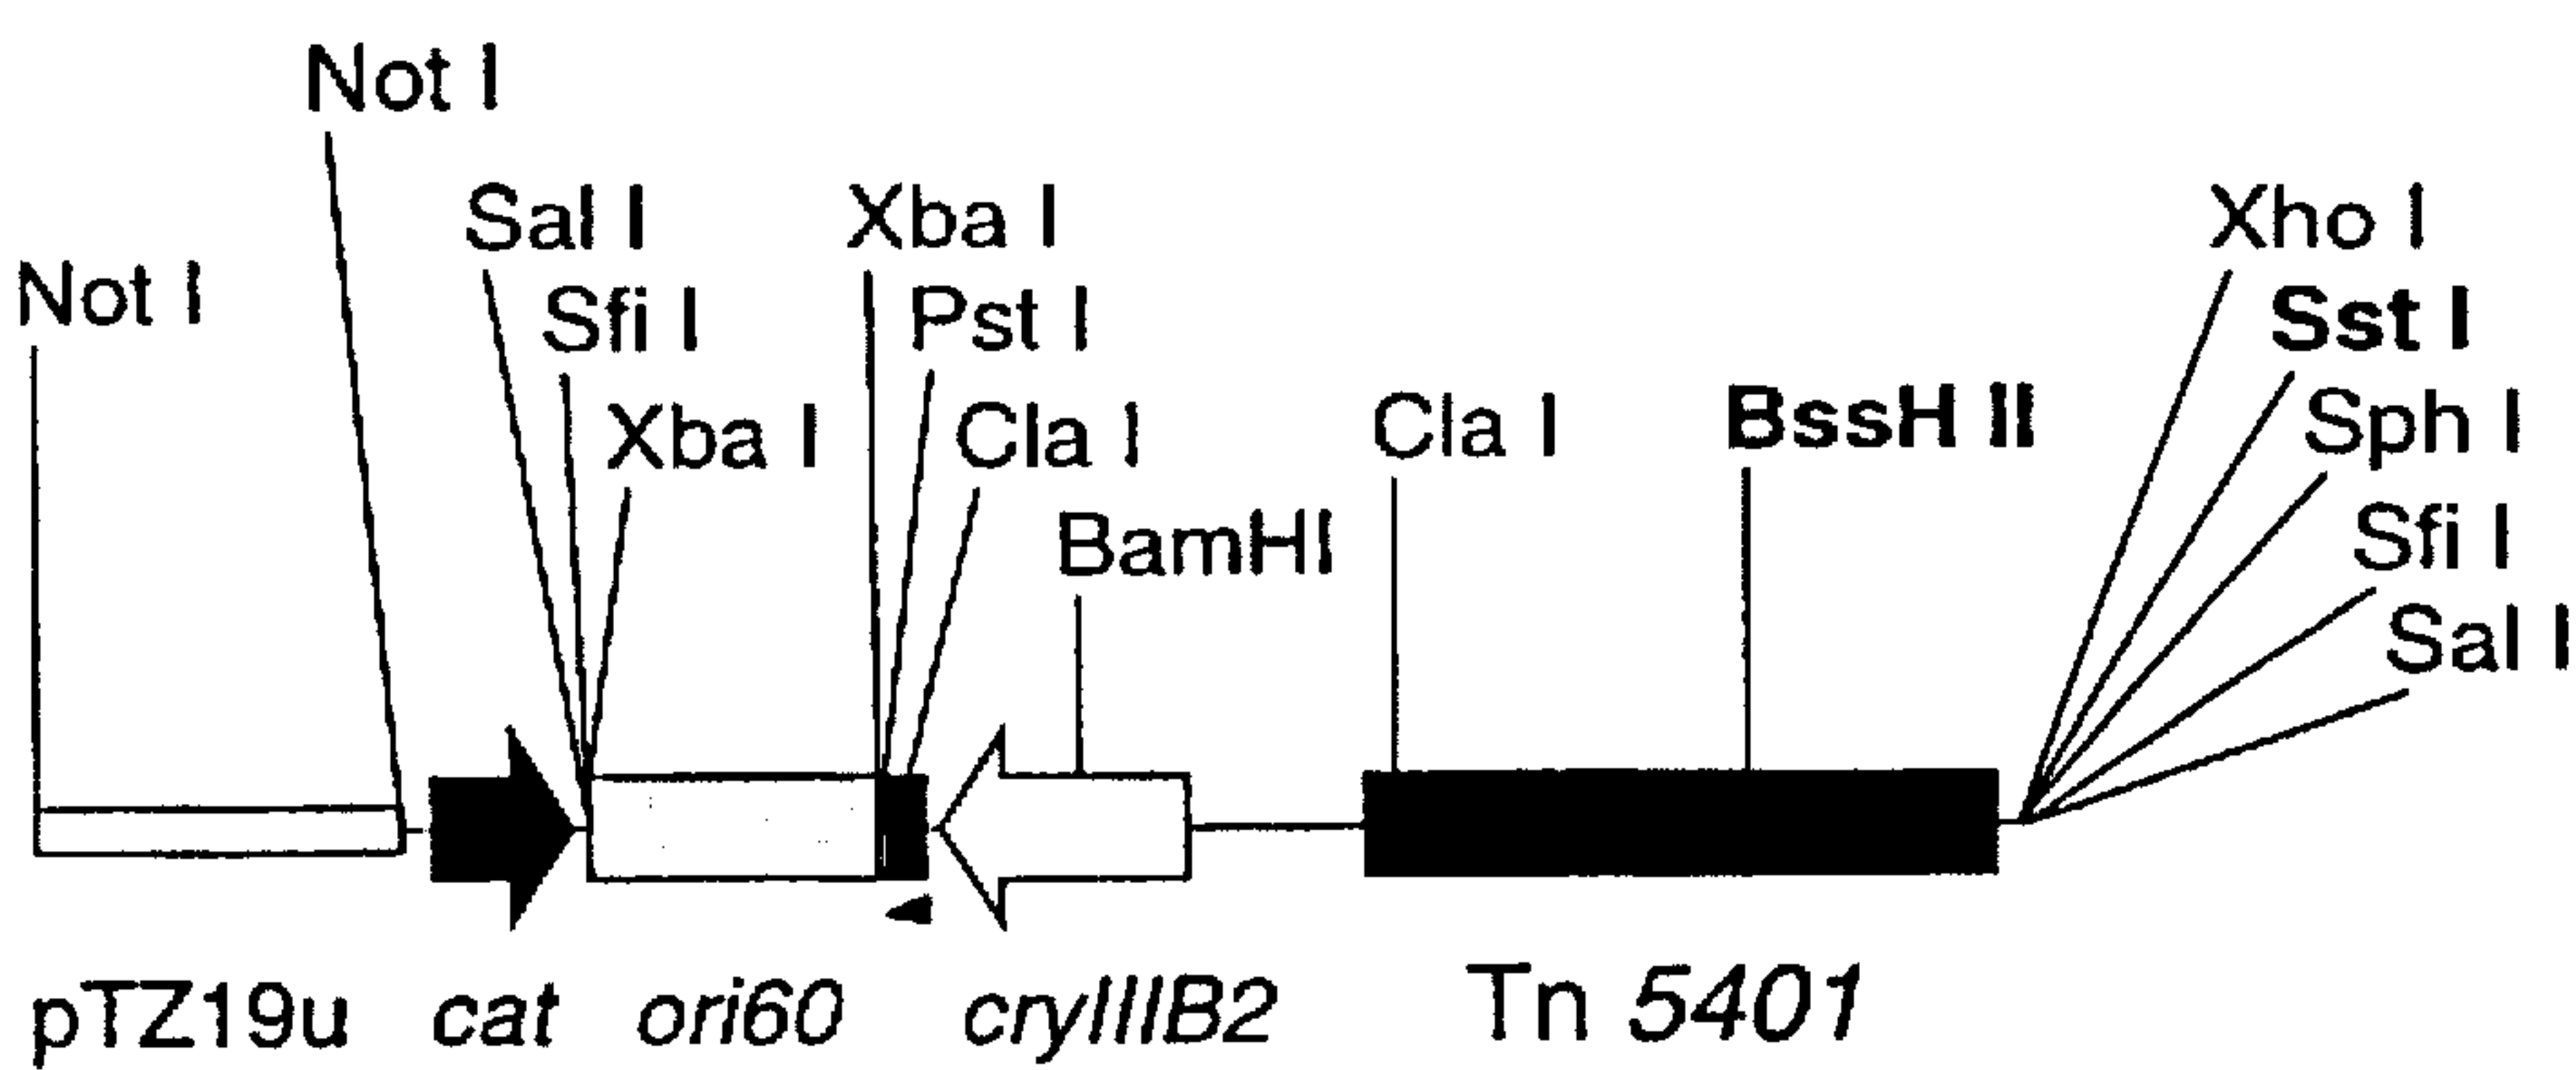 Not I
Not I
Sal I
Sfi I
Xba I
Xba I
Pst I
Cla I
BamHI
Cla I
BssH II
Xho I
Sst I
Sph I
Sfi I
Sal I
pTZ19u cat ori60 cryIIIB2 Tn 5401